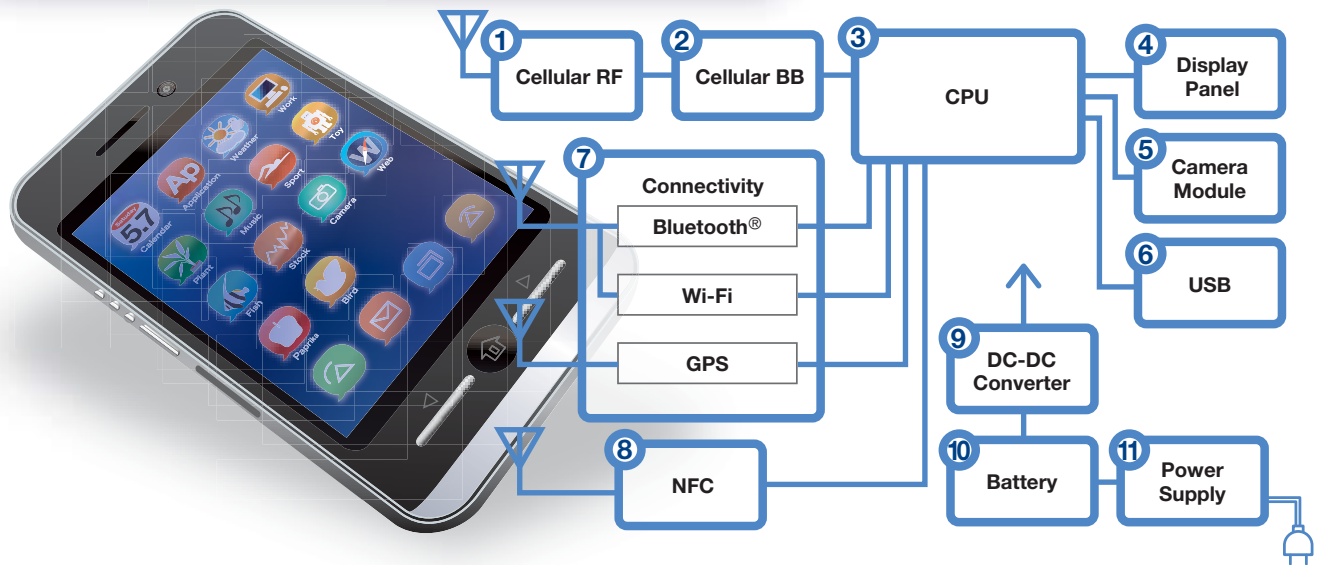 1
Cellular RF
2
Cellular BB
3
CPU
4
Display
Panel
5
Camera
Module
6
USB
7
Connectivity
Bluetooth®
Wi-Fi
GPS
8
NFC
9
DC-DC
Converter
10
Battery
11
Power
Supply
Work
Toy
W
Web
Weather
Sport
Camera
Ap
Application
Music
Stock
Bird
Saturday
5.7
Calendar
Plant
Fish
Paprika